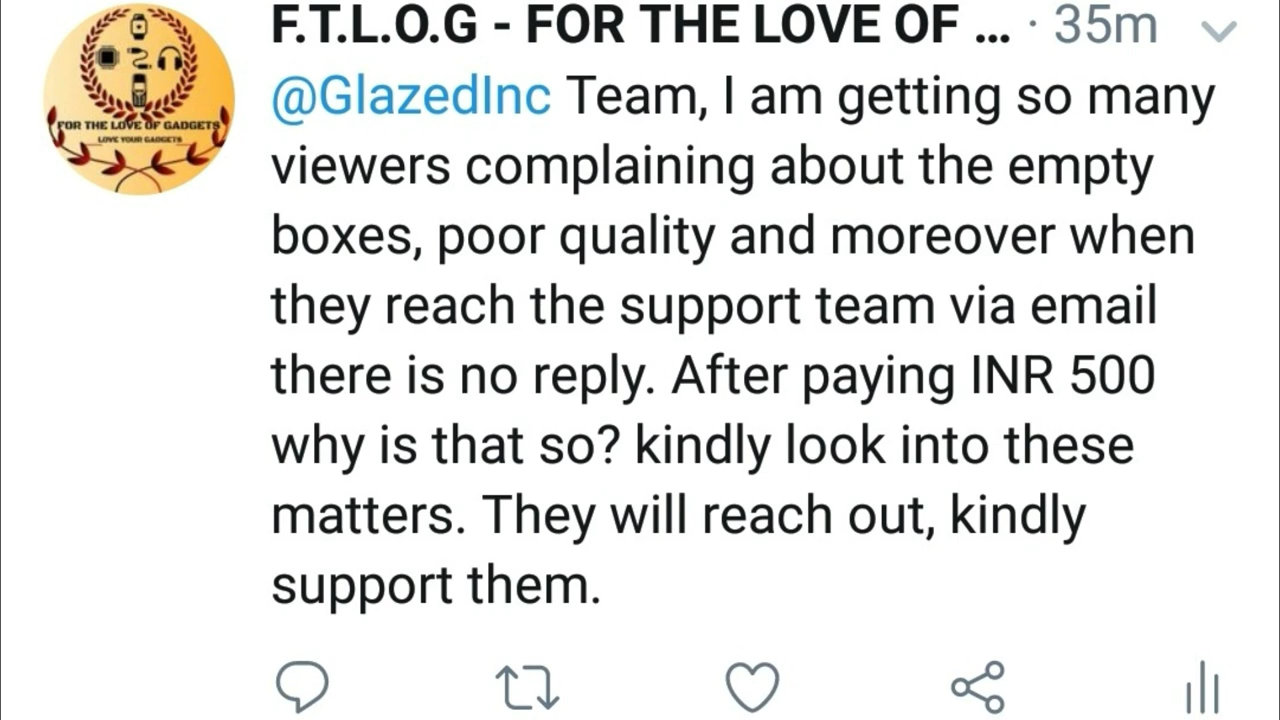 F.T.L.O.G - FOR THE LOVE OF ... · 35m
FOR THE LOVE OF GADGETS
LOVE YOUR GADGETS
@GlazedInc Team, I am getting so many
viewers complaining about the empty
boxes, poor quality and moreover when
they reach the support team via email
there is no reply. After paying INR 500
why is that so? kindly look into these
matters. They will reach out, kindly
support them.